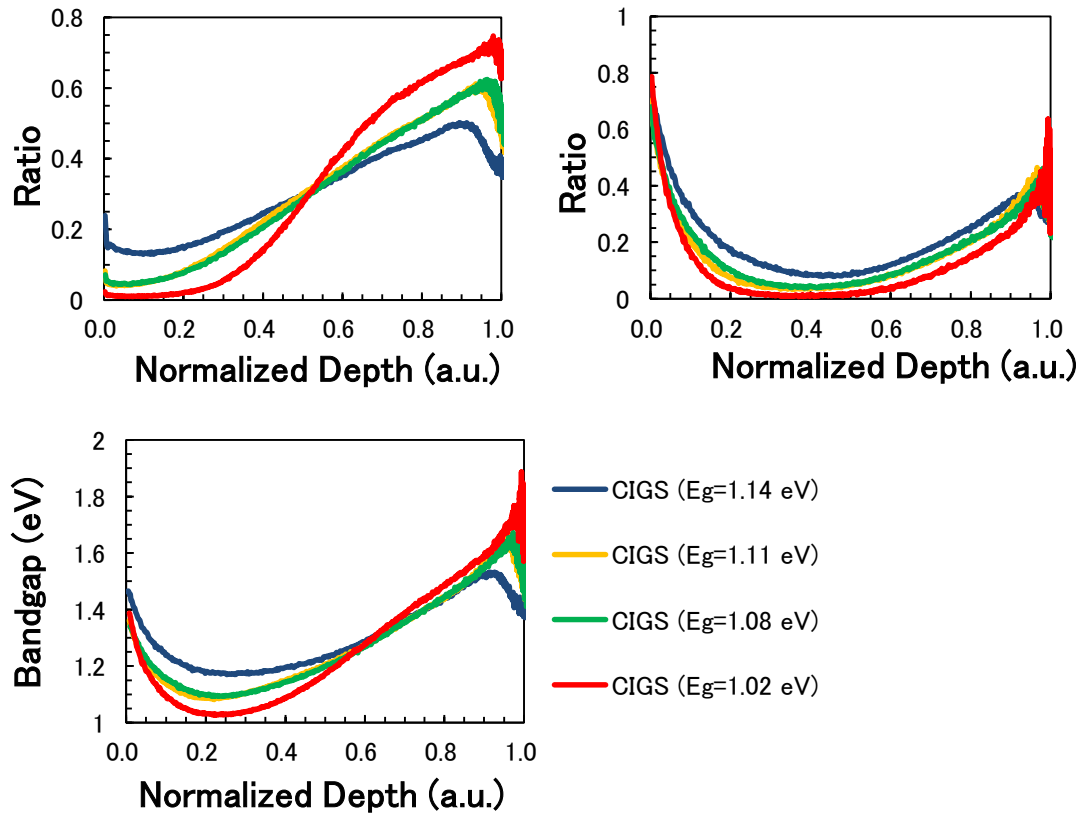 0.8
0.6
0.4
0.2
0
Ratio
0.0 0.2 0.4 0.6 0.8 1.0
Normalized Depth (a.u.)
1
0.8
0.6
0.4
0.2
0
Ratio
0.0 0.2 0.4 0.6 0.8 1.0
Normalized Depth (a.u.)
2
1.8
1.6
1.4
1.2
1
Bandgap (eV)
0.0 0.2 0.4 0.6 0.8 1.0
Normalized Depth (a.u.)
CIGS (Eg=1.14 eV)
CIGS (Eg=1.11 eV)
CIGS (Eg=1.08 eV)
CIGS (Eg=1.02 eV)